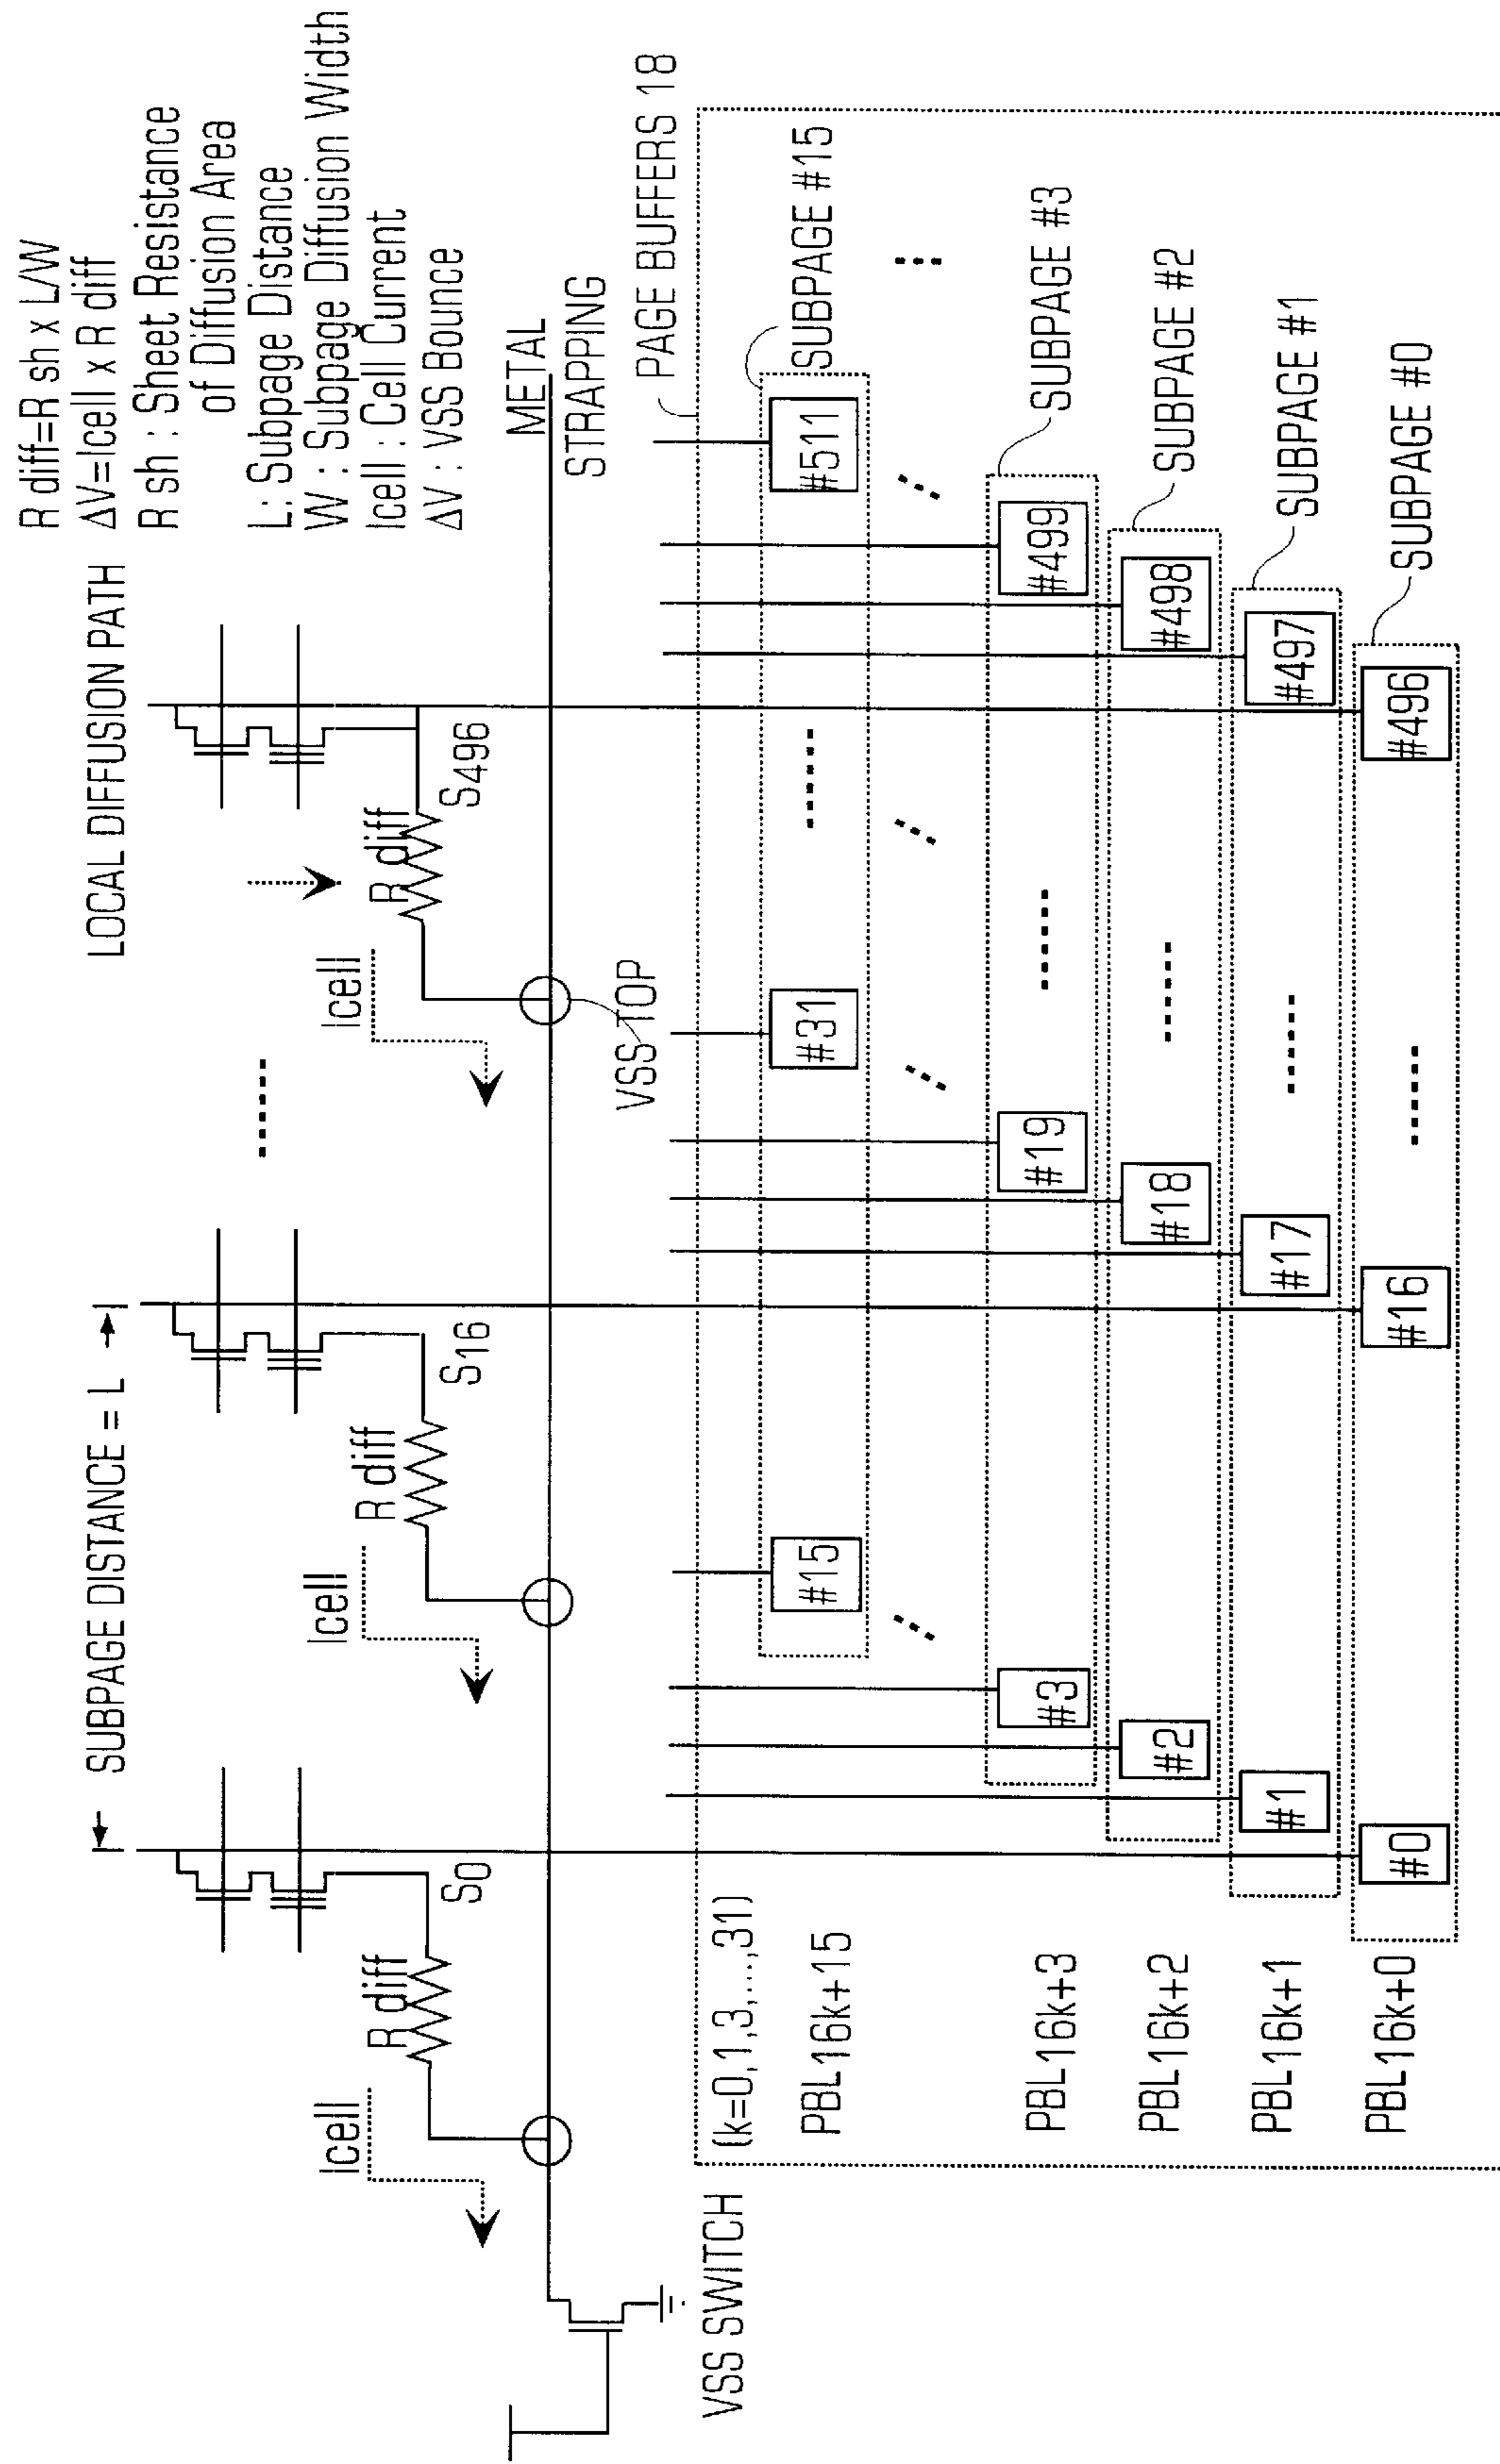 SUBPAGE DISTANCE = L
LOCAL DIFFUSION PATH
R diff=R sh x L/W
ΔV=Icell x R diff
R sh : Sheet Resistance
of Diffusion Area
L: Subpage Distance
W : Subpage Diffusion Width
Icell : Cell Current
ΔV : VSS Bounce
Icell
R diff
S0
Icell
R diff
S16
Icell
R diff
S496
METAL
STRAPPING
VSS SWITCH
VSS TOP
PAGE BUFFERS 18
(k=0,1,3,...,31)
PBL16k+15
#15
#31
#511
SUBPAGE #15
PBL16k+3
#3
#19
#499
SUBPAGE #3
PBL16k+2
#2
#18
#498
SUBPAGE #2
PBL16k+1
#1
#17
#497
SUBPAGE #1
PBL16k+0
#0
#16
#496
SUBPAGE #0